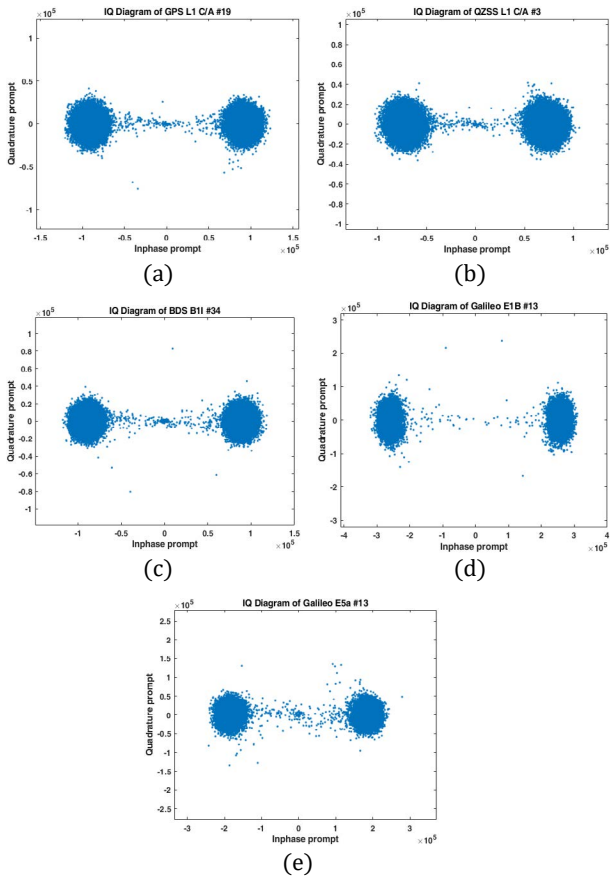 IQ Diagram of GPS L1 C/A #19
×10⁵
Quadrature prompt
1
0.5
0
-0.5
-1
-1.5 -1 -0.5 0 0.5 1 1.5
Inphase prompt
×10⁵
(a)
IQ Diagram of QZSS L1 C/A #3
×10⁵
Quadrature prompt
1
0.8
0.6
0.4
0.2
0
-0.2
-0.4
-0.6
-0.8
-1
-1 -0.5 0 0.5 1
Inphase prompt
×10⁵
(b)
IQ Diagram of BDS B1I #34
×10⁵
Quadrature prompt
1
0.8
0.6
0.4
0.2
0
-0.2
-0.4
-0.6
-0.8
-1
-1.5 -1 -0.5 0 0.5 1 1.5
Inphase prompt
×10⁵
(c)
IQ Diagram of Galileo E1B #13
×10⁵
Quadrature prompt
3
2
1
0
-1
-2
-3
-4 -3 -2 -1 0 1 2 3 4
Inphase prompt
×10⁵
(d)
IQ Diagram of Galileo E5a #13
×10⁵
Quadrature prompt
2.5
2
1.5
1
0.5
0
-0.5
-1
-1.5
-2
-2.5
-3 -2 -1 0 1 2 3
Inphase prompt
×10⁵
(e)